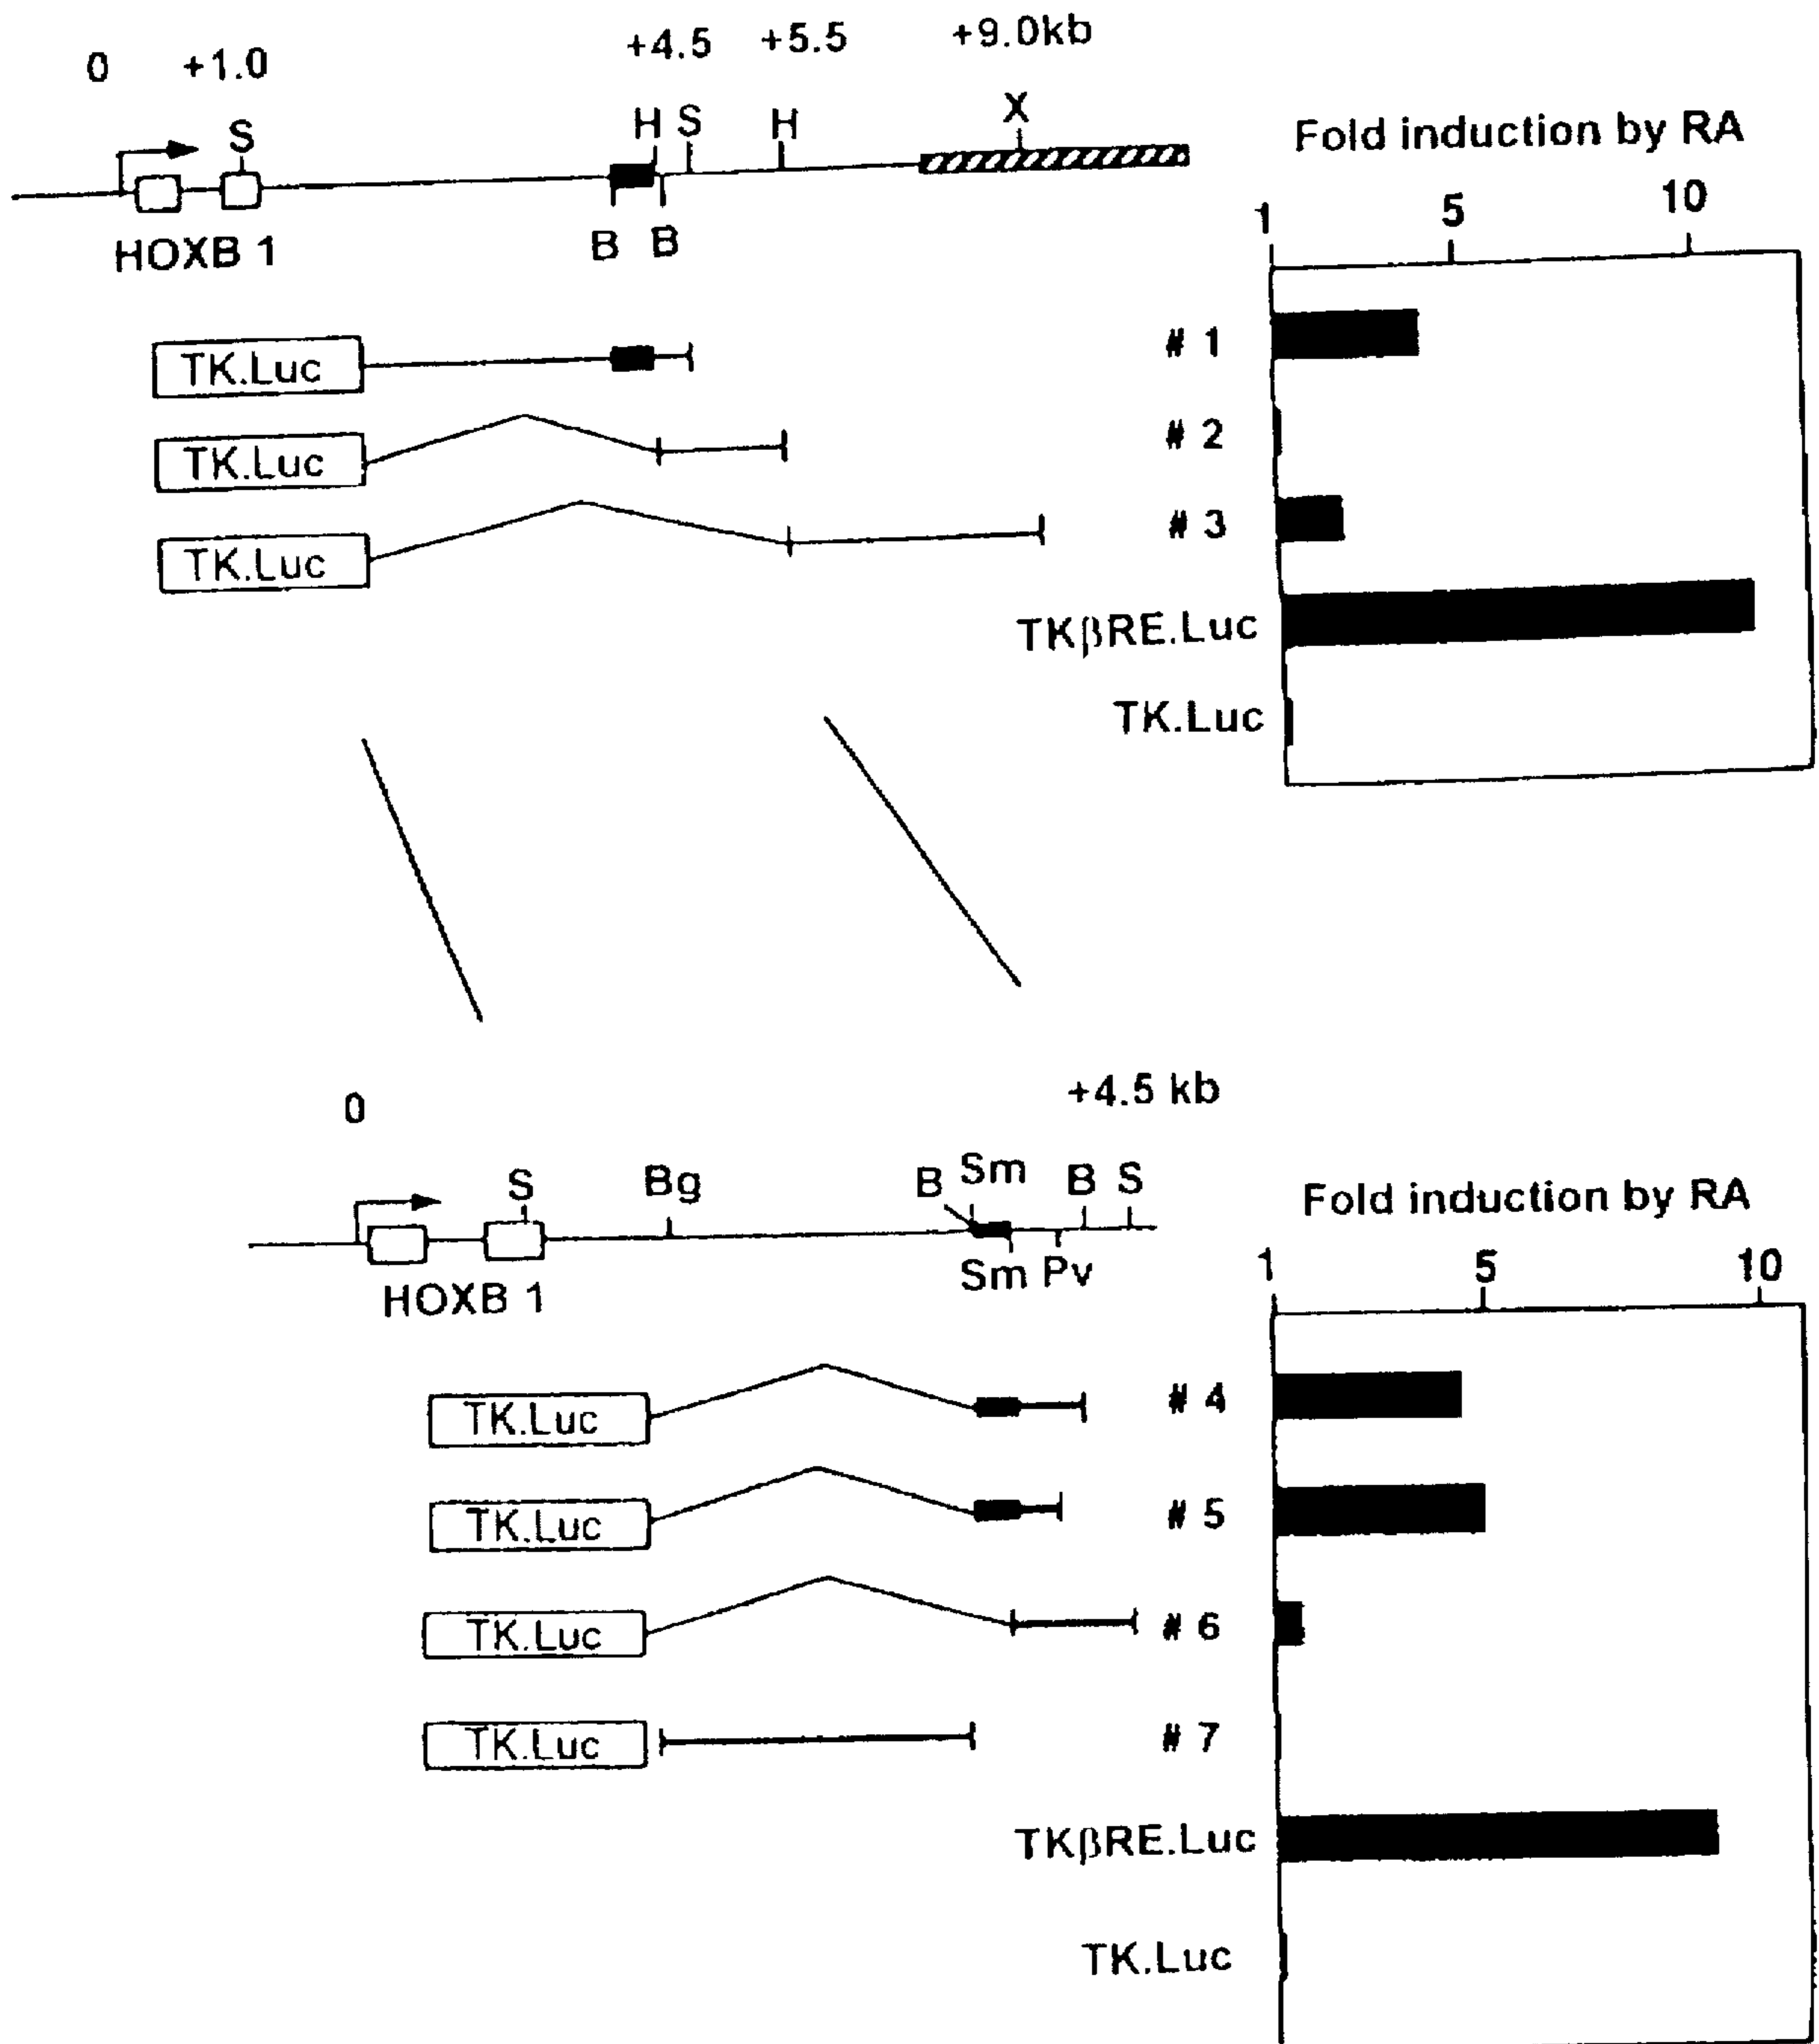 0 +1.0 +4.5 +5.5 +9.0kb
S H S H X
Fold induction by RA
HOXB 1 B B
1 5 10
TK.Luc # 1
TK.Luc # 2
TK.Luc # 3
TKβRE.Luc
TK.Luc
0 +4.5 kb
S Bg B Sm B S
Fold induction by RA
HOXB 1 Sm Pv
1 5 10
TK.Luc # 4
TK.Luc # 5
TK.Luc # 6
TK.Luc # 7
TKβRE.Luc
TK.Luc